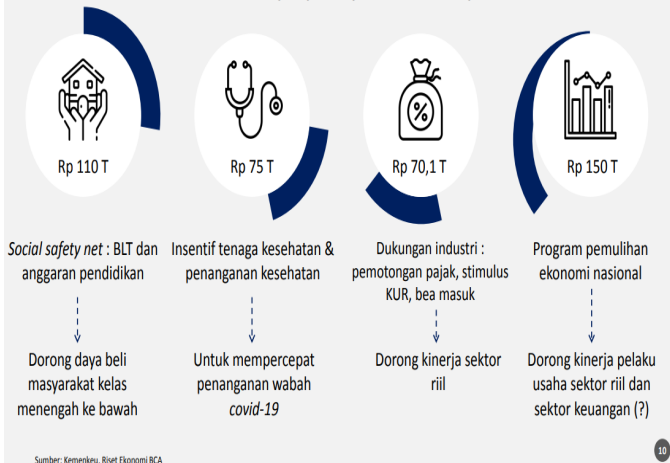 %
Rp 110 T
Rp 75 T
Rp 70,1 T
Rp 150 T
Social safety net : BLT dan
anggaran pendidikan
Insentif tenaga kesehatan &
penanganan kesehatan
Dukungan industri :
pemotongan pajak, stimulus
KUR, bea masuk
Program pemulihan
ekonomi nasional
Dorong daya beli
masyarakat kelas
menengah ke bawah
Untuk mempercepat
penanganan wabah
covid-19
Dorong kinerja sektor
riil
Dorong kinerja pelaku
usaha sektor riil dan
sektor keuangan (?)
Sumber: Kemenkeu, Riset Ekonomi BCA
10